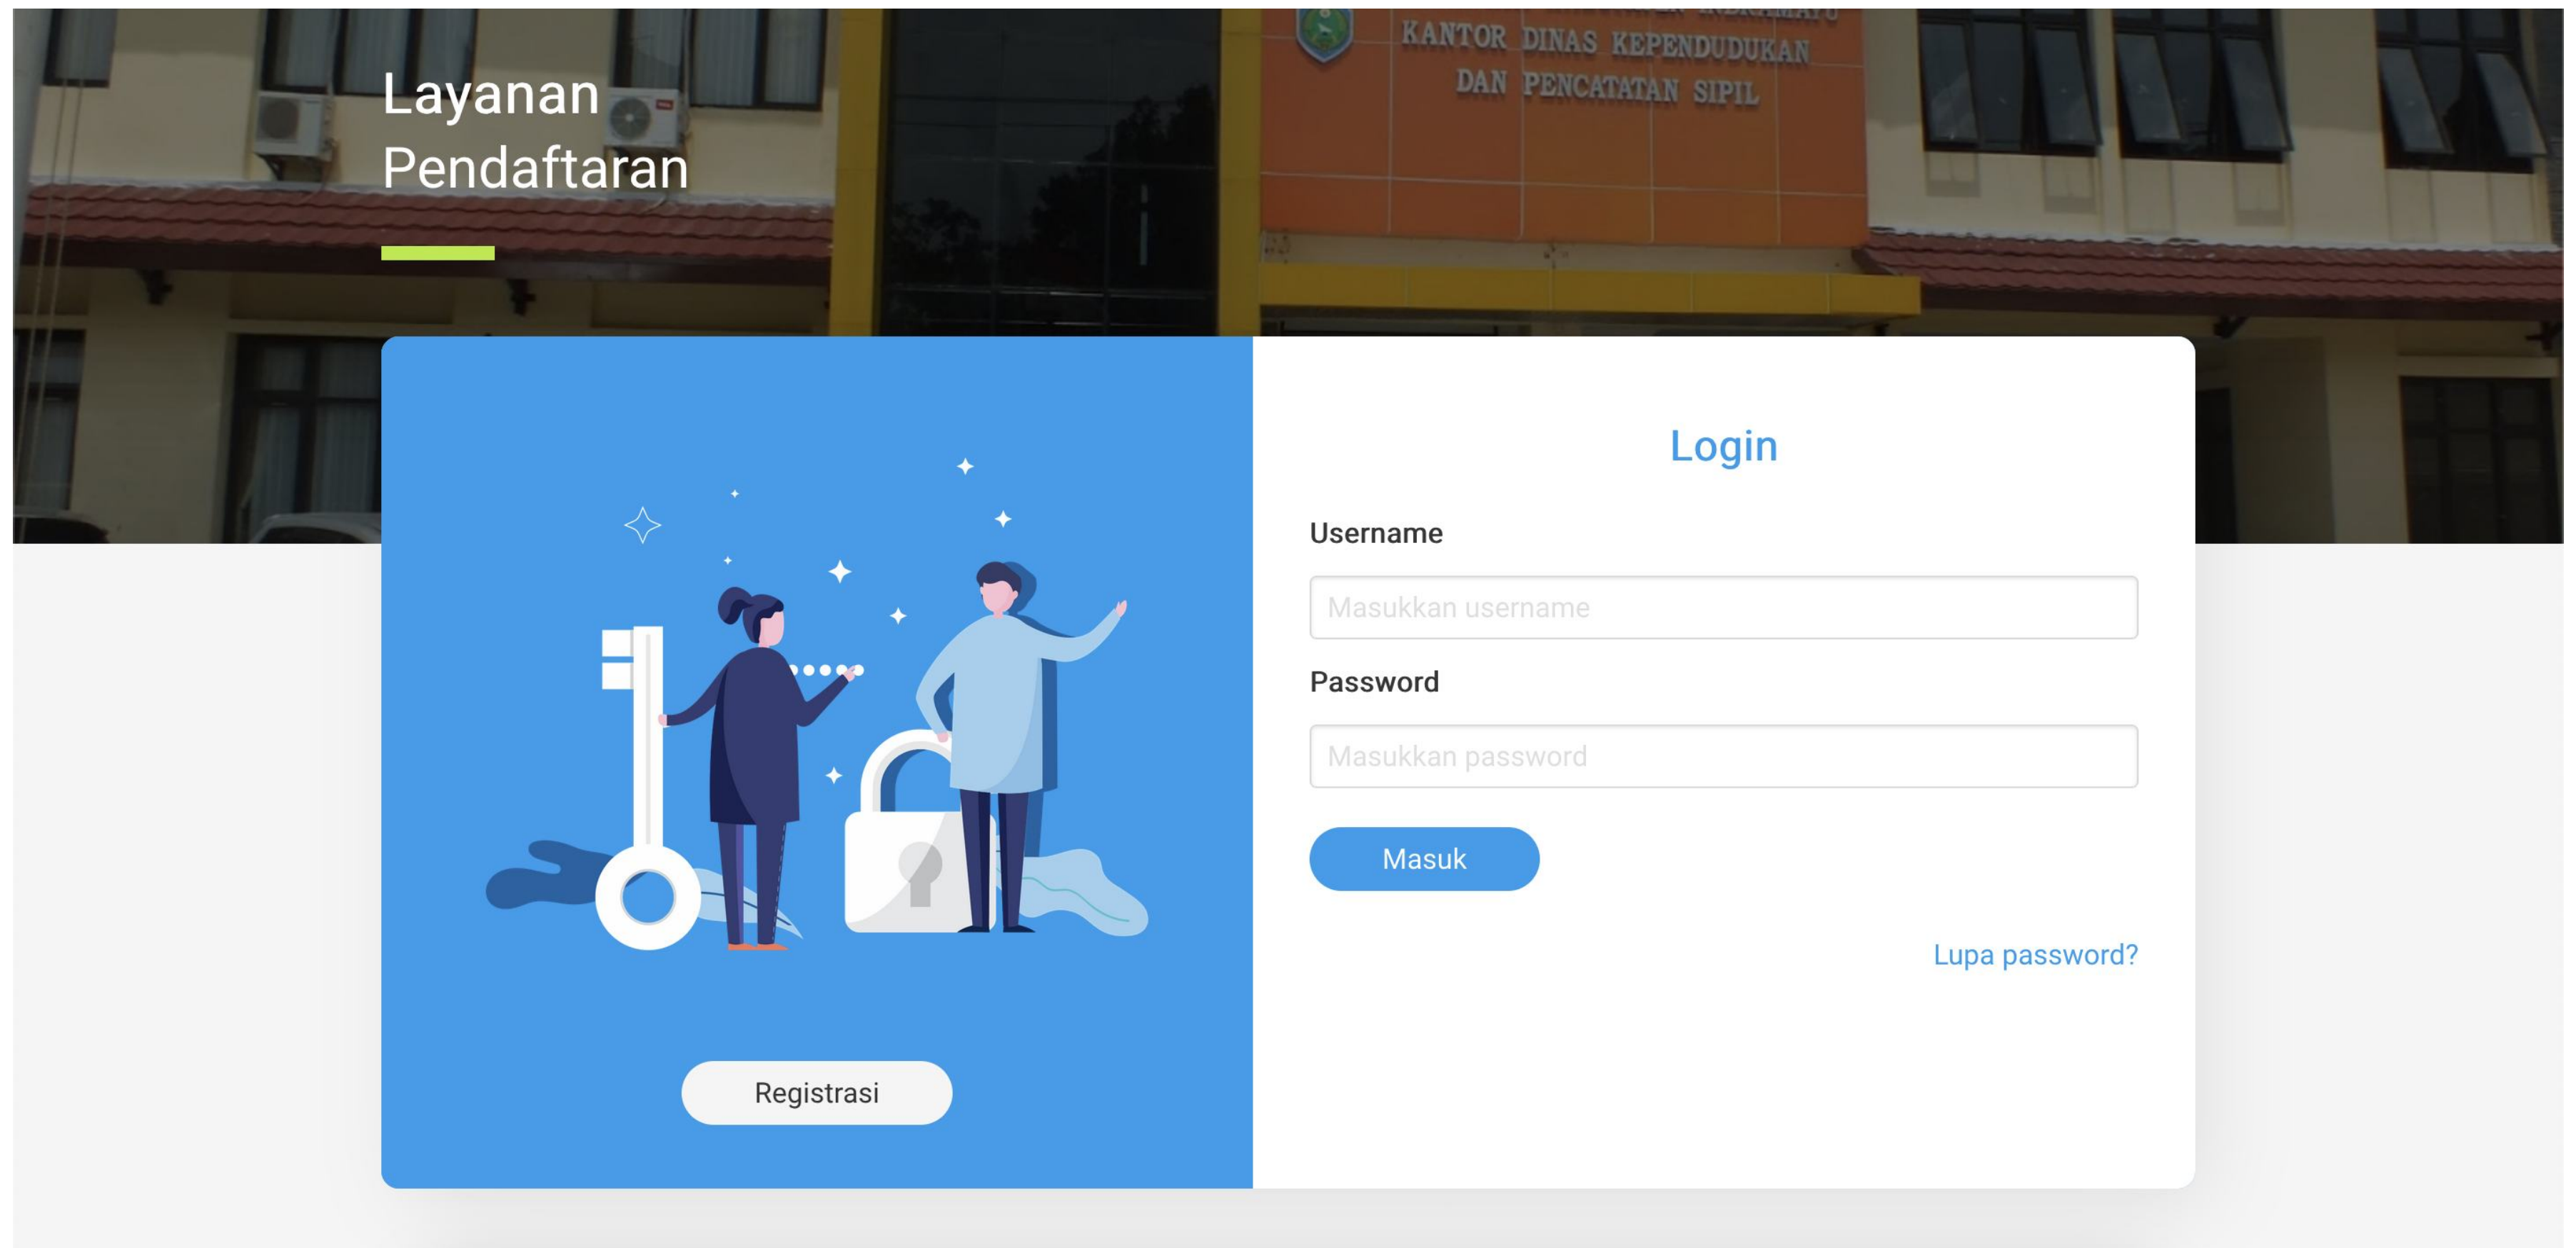 INDRAMAYU
KANTOR DINAS KEPENDUDUKAN
DAN PENCATATAN SIPIL
Layanan
Pendaftaran
Login
Username
Masukkan username
Password
Masukkan password
Masuk
Lupa password?
Registrasi